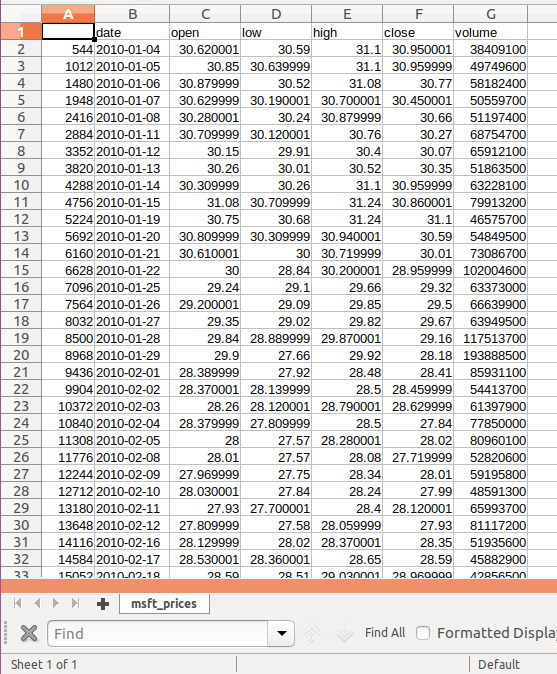 A B C D E F G
1 date open low high close volume
2 544 2010-01-04 30.620001 30.59 31.1 30.950001 38409100
3 1012 2010-01-05 30.85 30.639999 31.1 30.959999 49749600
4 1480 2010-01-06 30.879999 30.52 31.08 30.77 58182400
5 1948 2010-01-07 30.629999 30.190001 30.700001 30.450001 50559700
6 2416 2010-01-08 30.280001 30.24 30.879999 30.66 51197400
7 2884 2010-01-11 30.709999 30.120001 30.76 30.27 68754700
8 3352 2010-01-12 30.15 29.91 30.4 30.07 65912100
9 3820 2010-01-13 30.26 30.01 30.52 30.35 51863500
10 4288 2010-01-14 30.309999 30.26 31.1 30.959999 63228100
11 4756 2010-01-15 31.08 30.709999 31.24 30.860001 79913200
12 5224 2010-01-19 30.75 30.68 31.24 31.1 46575700
13 5692 2010-01-20 30.809999 30.309999 30.940001 30.59 54849500
14 6160 2010-01-21 30.610001 30 30.719999 30.01 73086700
15 6628 2010-01-22 30 28.84 30.200001 28.959999 102004600
16 7096 2010-01-25 29.24 29.1 29.66 29.32 63373000
17 7564 2010-01-26 29.200001 29.09 29.85 29.5 66639900
18 8032 2010-01-27 29.35 29.02 29.82 29.67 63949500
19 8500 2010-01-28 29.84 28.889999 29.870001 29.16 117513700
20 8968 2010-01-29 29.9 27.66 29.92 28.18 193888500
21 9436 2010-02-01 28.389999 27.92 28.48 28.41 85931100
22 9904 2010-02-02 28.370001 28.139999 28.5 28.459999 54413700
23 10372 2010-02-03 28.26 28.120001 28.790001 28.629999 61397900
24 10840 2010-02-04 28.379999 27.809999 28.5 27.84 77850000
25 11308 2010-02-05 28 27.57 28.280001 28.02 80960100
26 11776 2010-02-08 28.01 27.57 28.08 27.719999 52820600
27 12244 2010-02-09 27.969999 27.75 28.34 28.01 59195800
28 12712 2010-02-10 28.030001 27.84 28.24 27.99 48591300
29 13180 2010-02-11 27.93 27.700001 28.4 28.120001 65993700
30 13648 2010-02-12 27.809999 27.58 28.059999 27.93 81117200
31 14116 2010-02-16 28.129999 28.02 28.370001 28.35 51935600
32 14584 2010-02-17 28.530001 28.360001 28.65 28.59 45882900
33 15052 2010-02-18 28.59 28.51 29.030001 28.969999 42856500
msft_prices
Find Find All Formatted Displa
Sheet 1 of 1 Default